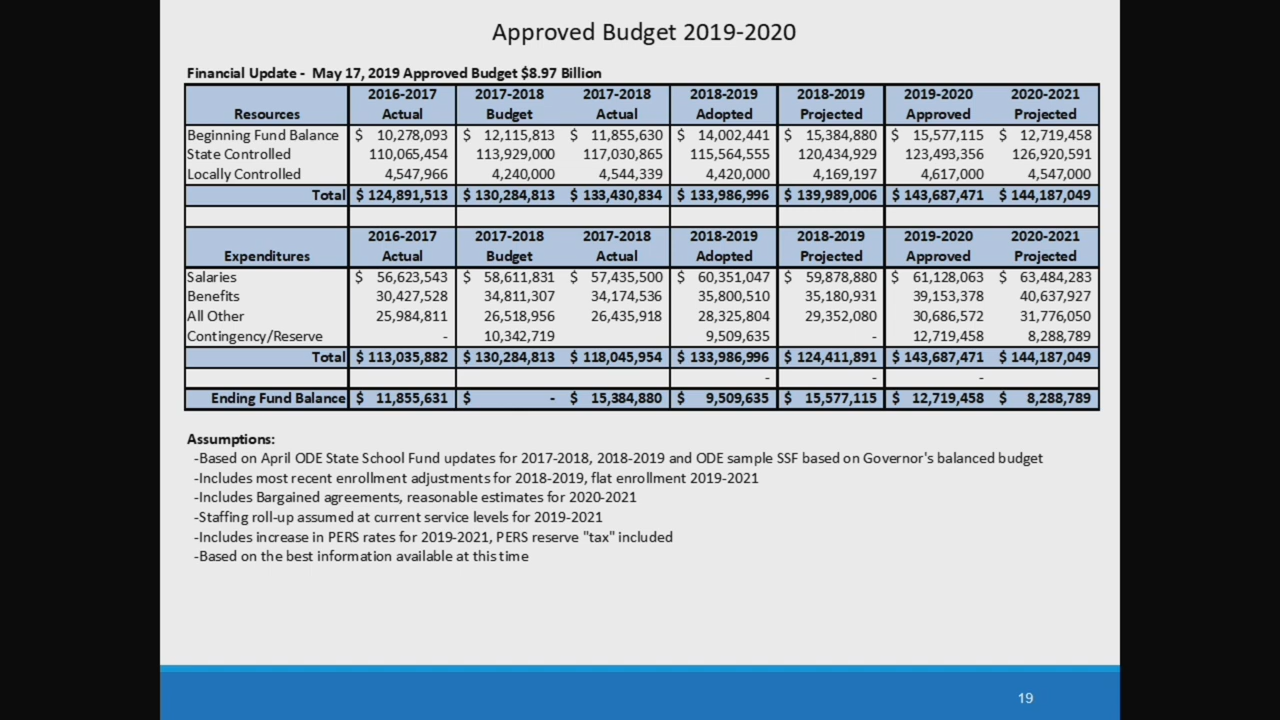 Approved Budget 2019-2020
Financial Update - May 17, 2019 Approved Budget $8.97 Billion
2016-2017 2017-2018 2017-2018 2018-2019 2018-2019 2019-2020 2020-2021
Resources Actual Budget Actual Adopted Projected Approved Projected
Beginning Fund Balance $ 10,278,093 $ 12,115,813 $ 11,855,630 $ 14,002,441 $ 15,384,880 $ 15,577,115 $ 12,719,458
State Controlled 110,065,454 113,929,000 117,030,865 115,564,555 120,434,929 123,493,356 126,920,591
Locally Controlled 4,547,966 4,240,000 4,544,339 4,420,000 4,169,197 4,617,000 4,547,000
Total $ 124,891,513 $ 130,284,813 $ 133,430,834 $ 133,986,996 $ 139,989,006 $ 143,687,471 $ 144,187,049
2016-2017 2017-2018 2017-2018 2018-2019 2018-2019 2019-2020 2020-2021
Expenditures Actual Budget Actual Adopted Projected Approved Projected
Salaries $ 56,623,543 $ 58,611,831 $ 57,435,500 $ 60,351,047 $ 59,878,880 $ 61,128,063 $ 63,484,283
Benefits 30,427,528 34,811,307 34,174,536 35,800,510 35,180,931 39,153,378 40,637,927
All Other 25,984,811 26,518,956 26,435,918 28,325,804 29,352,080 30,686,572 31,776,050
Contingency/Reserve - 10,342,719 9,509,635 - 12,719,458 8,288,789
Total $ 113,035,882 $ 130,284,813 $ 118,045,954 $ 133,986,996 $ 124,411,891 $ 143,687,471 $ 144,187,049
- - -
Ending Fund Balance $ 11,855,631 $ - $ 15,384,880 $ 9,509,635 $ 15,577,115 $ 12,719,458 $ 8,288,789
Assumptions:
-Based on April ODE State School Fund updates for 2017-2018, 2018-2019 and ODE sample SSF based on Governor's balanced budget
-Includes most recent enrollment adjustments for 2018-2019, flat enrollment 2019-2021
-Includes Bargained agreements, reasonable estimates for 2020-2021
-Staffing roll-up assumed at current service levels for 2019-2021
-Includes increase in PERS rates for 2019-2021, PERS reserve "tax" included
-Based on the best information available at this time
19